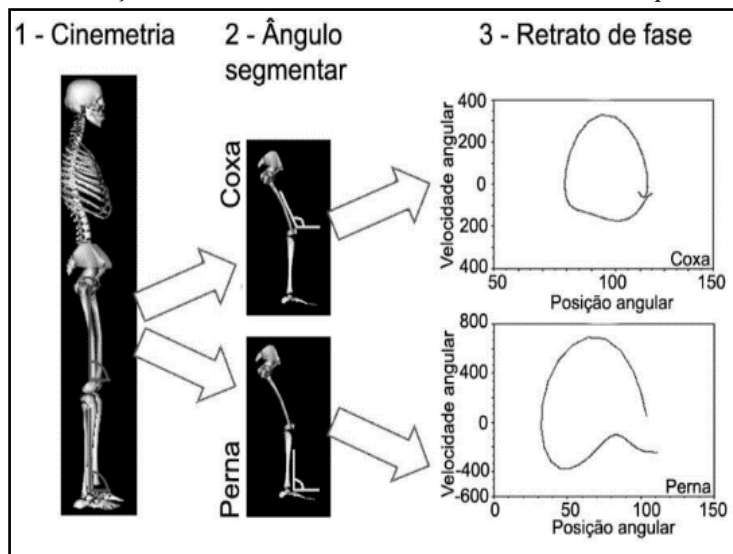 1 - Cinemetria
2 - Ângulo
segmentar
3 - Retrato de fase
Coxa
Velocidade angular
400
200
0
200
400
50
100
150
Coxa
Posição angular
Perna
Velocidade angular
800
400
0
-400
-600
0
50
100
150
Perna
Posição angular